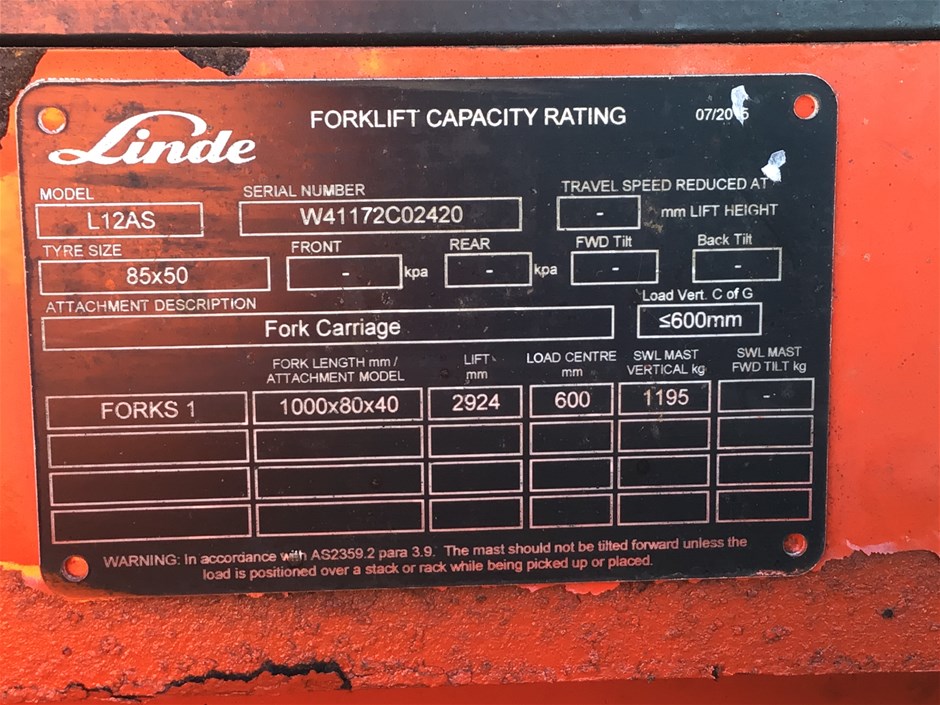 Linde
FORKLIFT CAPACITY RATING
MODEL
L12AS
SERIAL NUMBER
W41172C02420
TRAVEL SPEED REDUCED AT
- mm LIFT HEIGHT
TYRE SIZE
85x50
FRONT
- kpa
REAR
- kpa
FWD Tilt
-
Back Tilt
-
ATTACHMENT DESCRIPTION
Fork Carriage
Load Vert. C of G
≤600mm
FORK LENGTH mm /
ATTACHMENT MODEL
LIFT
mm
LOAD CENTRE
mm
SWL MAST
VERTICAL kg
SWL MAST
FWD TILT kg
FORKS 1 1000x80x40 2924 600 1195 -
WARNING: In accordance with AS2359.2 para 3.9. The mast should not be tilted forward unless the
load is positioned over a stack or rack while being picked up or placed.